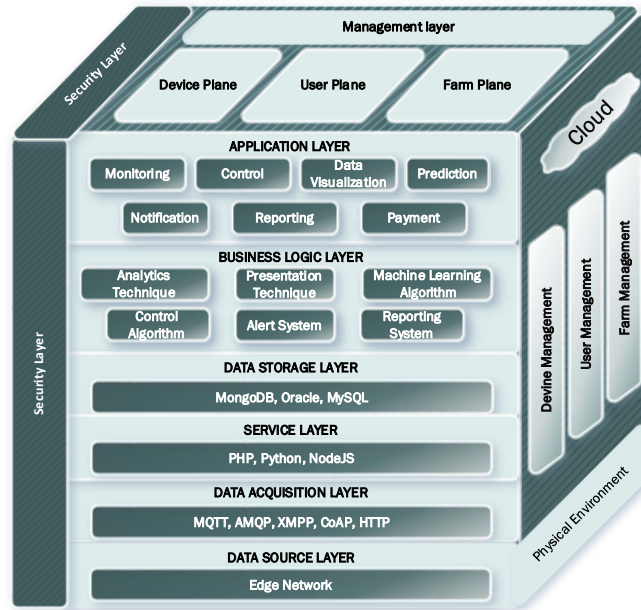 Management layer
Security Layer
Device Plane
User Plane
Farm Plane
Cloud
APPLICATION LAYER
Monitoring
Control
Data
Visualization
Prediction
Notification
Reporting
Payment
BUSINESS LOGIC LAYER
Analytics
Technique
Presentation
Technique
Machine Learning
Algorithm
Control
Algorithm
Alert System
Reporting
System
Security Layer
DATA STORAGE LAYER
MongoDB, Oracle, MySQL
SERVICE LAYER
PHP, Python, NodeJS
DATA ACQUISITION LAYER
MQTT, AMQP, XMPP, CoAP, HTTP
DATA SOURCE LAYER
Edge Network
Devine Management
User Management
Farm Management
Physical Environment